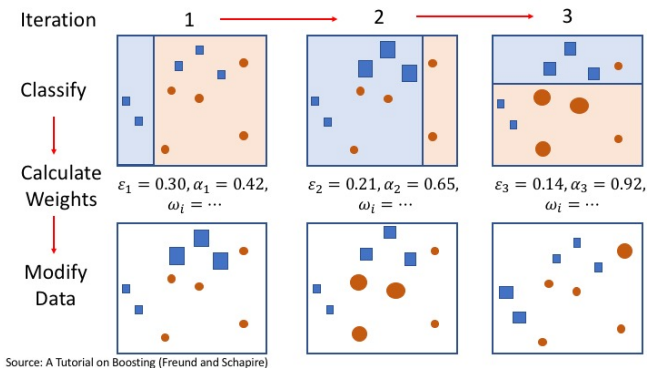 Iteration 1 2 3
Classify
Calculate Weights
ε₁ = 0.30, α₁ = 0.42,
ωᵢ = ⋯
ε₂ = 0.21, α₂ = 0.65,
ωᵢ = ⋯
ε₃ = 0.14, α₃ = 0.92,
ωᵢ = ⋯
Modify
Data
Source: A Tutorial on Boosting (Freund and Schapire)